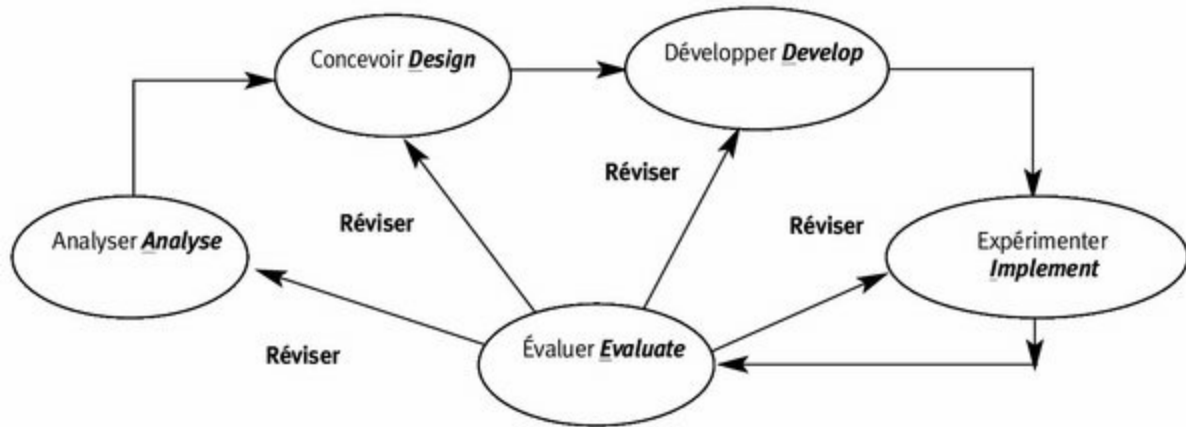 Concevoir Design
Développer Develop
Réviser
Réviser
Réviser
Analyser Analyse
Expérimenter
Implement
Réviser
Évaluer Evaluate